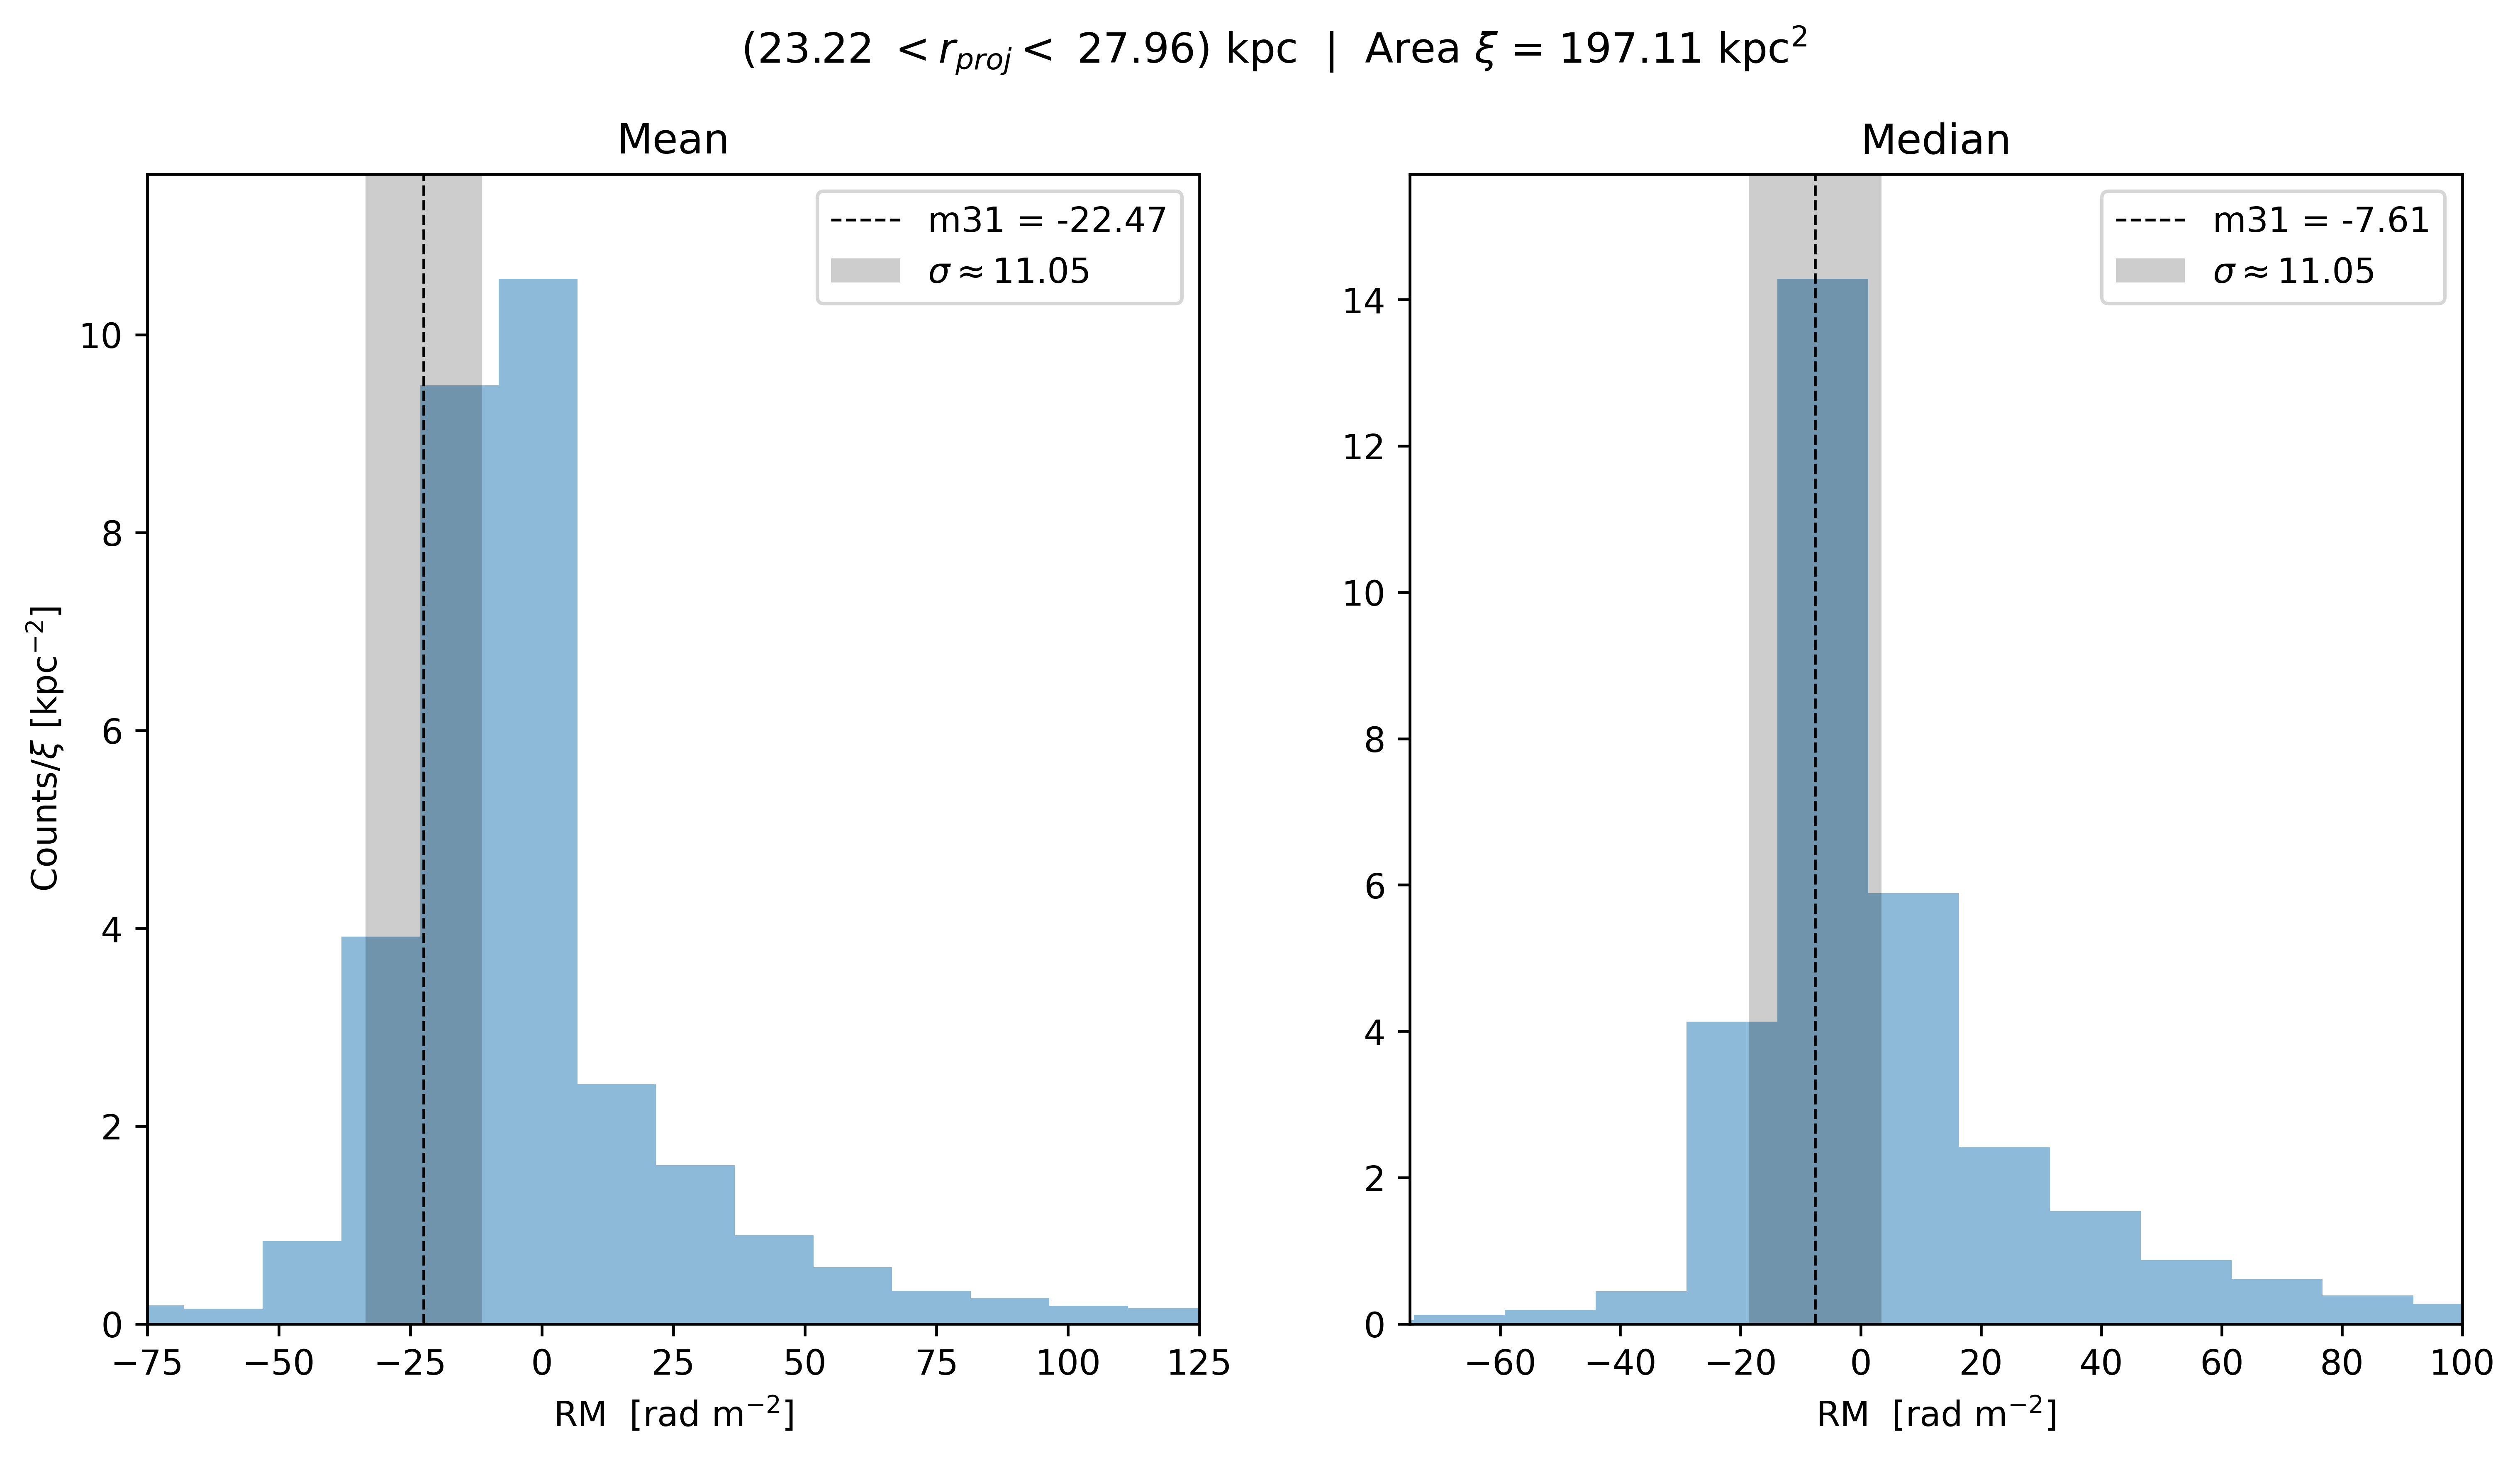 (23.22 < r_proj < 27.96) kpc | Area ξ = 197.11 kpc²
Mean
m31 = -22.47
σ ≈ 11.05
10
8
6
4
2
0
Counts/ξ [kpc⁻²]
−75 −50 −25 0 25 50 75 100 125
RM [rad m⁻²]
Median
m31 = -7.61
σ ≈ 11.05
14
12
10
8
6
4
2
0
−60 −40 −20 0 20 40 60 80 100
RM [rad m⁻²]